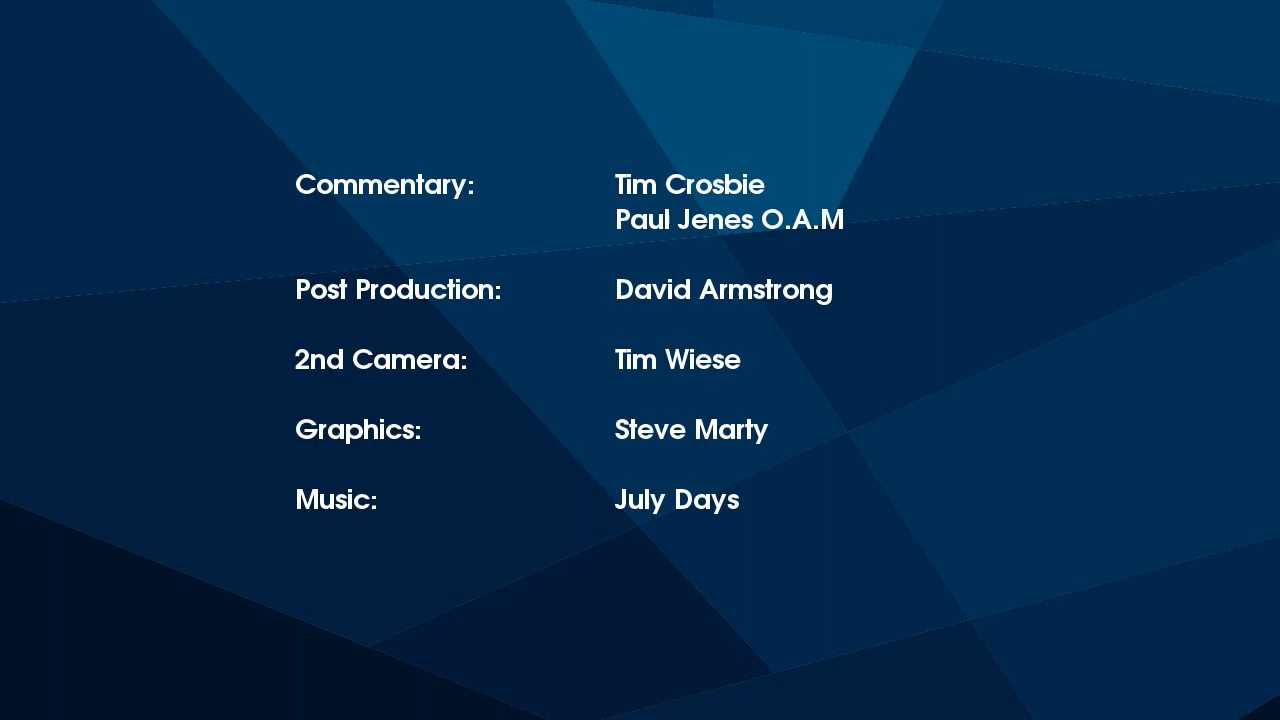 Commentary: Tim Crosbie
Paul Jenes O.A.M
Post Production: David Armstrong
2nd Camera: Tim Wiese
Graphics: Steve Marty
Music: July Days